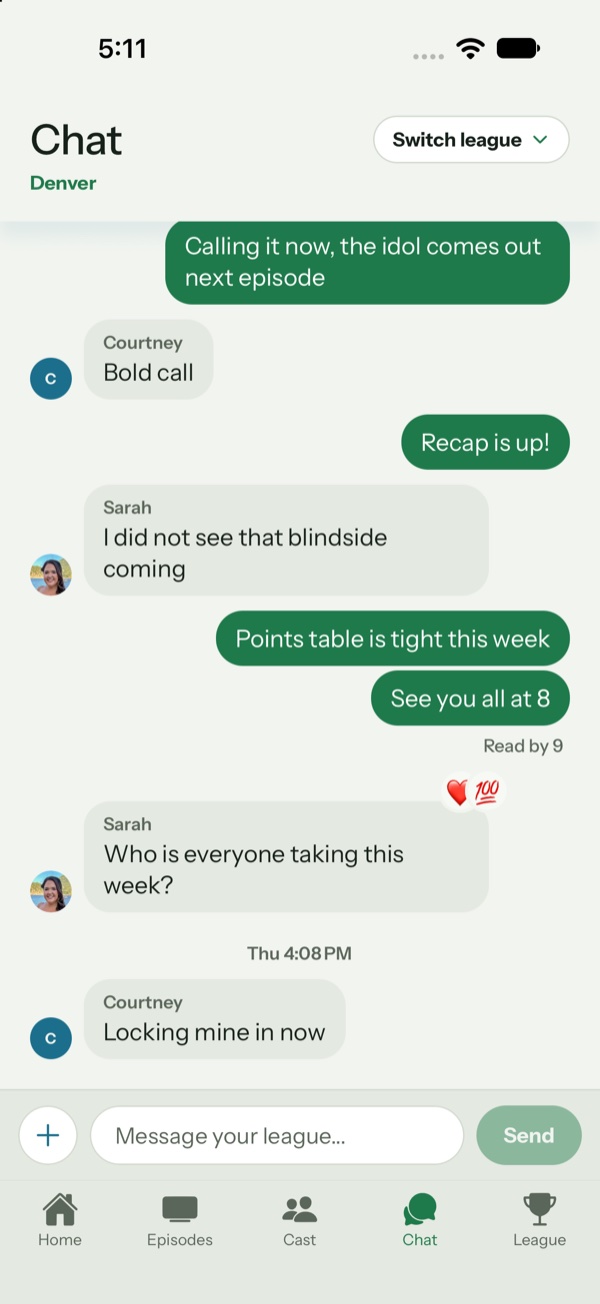 5:11
Chat
Switch league
Denver
Calling it now, the idol comes out
next episode
Courtney
C
Bold call
Recap is up!
Sarah
I did not see that blindside
coming
Points table is tight this week
See you all at 8
Read by 9
100
Sarah
Who is everyone taking this
week?
Thu 4:08 PM
Courtney
C
Locking mine in now
Message your league...
Send
Home
Episodes
Cast
Chat
League